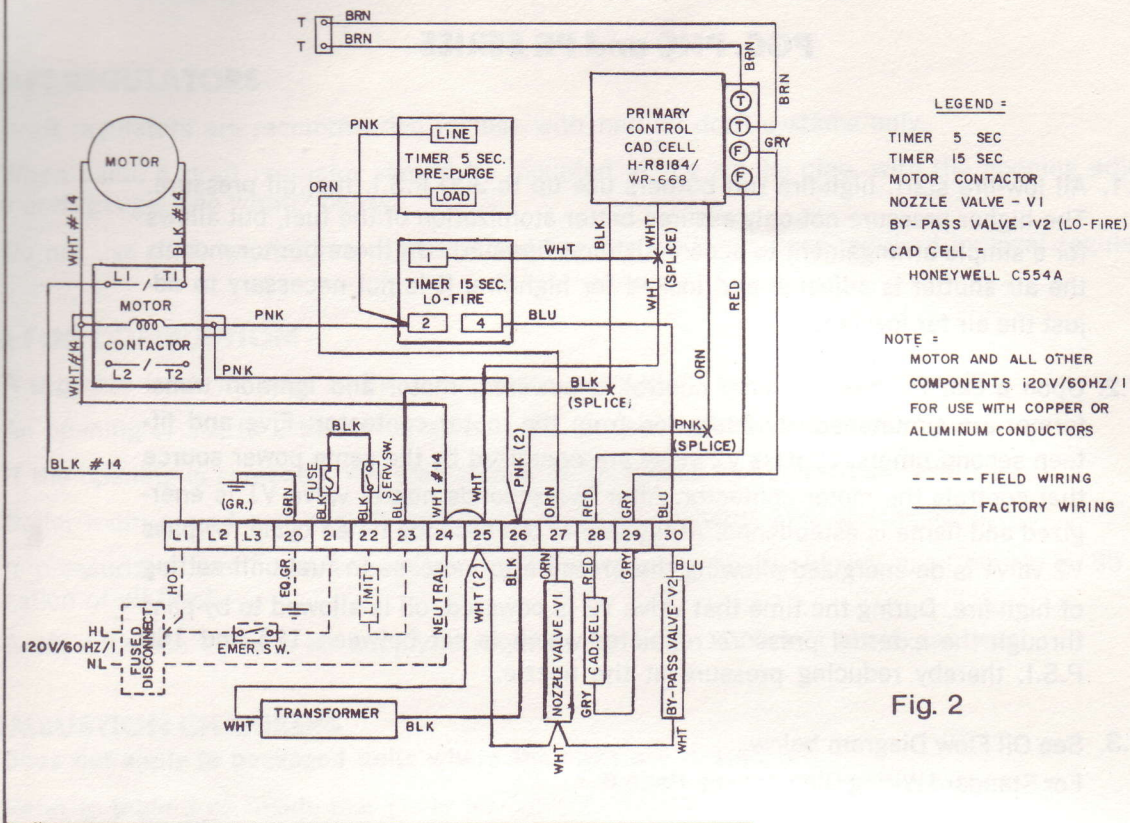 T BRN
T BRN
BRN
BRN
PNK
LINE
TIMER 5 SEC.
PRE-PURGE
LOAD
ORN
PRIMARY
CONTROL
CAD CELL
H-R8184/
WR-668
T
T
F
F
GRY
MOTOR
WHT #14
BLK #14
BLK
WHT
(SPLICE)
WHT
RED
WHT
L1 T1
MOTOR
CONTACTOR
L2 T2
WHT#14
PNK
PNK
1 3
TIMER 15 SEC.
LO-FIRE
2 4
BLU
BLK
(SPLICE)
ORN
PNK
(SPLICE)
BLK #14
(GR.)
GRN
FUSE
BLK
BLK
SERV.SW.
BLK
BLK
WHT #14
WHT
PNK(2)
ORN
RED
GRY
BLU
L1 L2 L3 20 21 22 23 24 25 26 27 28 29 30
HOT
EQ.GR.
LIMIT
NEUTRAL
WHT(2)
BLK
ORN
RED
GRY
BLU
HL
120V/60HZ/1
NL
FUSED
DISCONNECT
EMER. SW.
NOZZLE VALVE-V1
CAD.CELL
GRY
BY PASS VALVE-V2
WHT
TRANSFORMER
BLK
WHT
WHT
LEGEND =
TIMER 5 SEC
TIMER 15 SEC
MOTOR CONTACTOR
NOZZLE VALVE - V1
BY-PASS VALVE-V2 (LO-FIRE)
CAD CELL -
HONEYWELL C554A
NOTE =
MOTOR AND ALL OTHER
COMPONENTS 120V/60HZ/1
FOR USE WITH COPPER OR
ALUMINUM CONDUCTORS
FIELD WIRING
FACTORY WIRING
Fig. 2